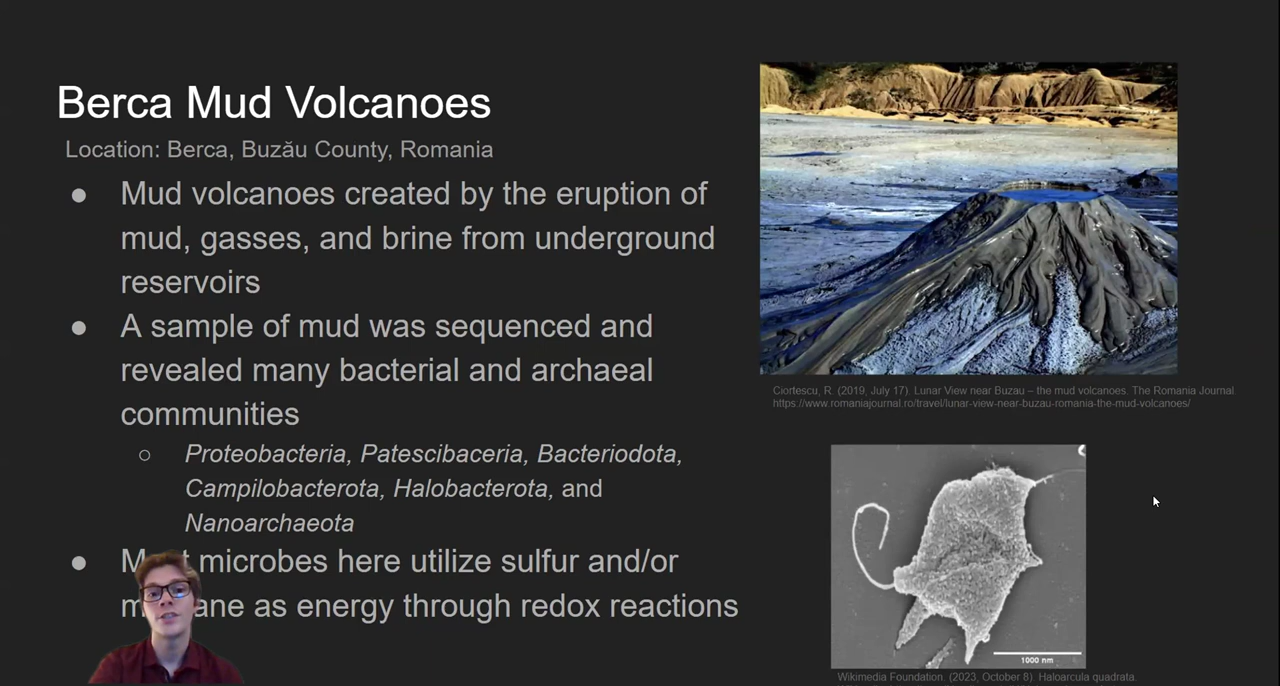 Berca Mud Volcanoes
Location: Berca, Buzău County, Romania
● Mud volcanoes created by the eruption of
mud, gasses, and brine from underground
reservoirs
● A sample of mud was sequenced and
revealed many bacterial and archaeal
communities
○ Proteobacteria, Patescibaceria, Bacteriodota,
Campilobacterota, Halobacterota, and
Nanoarchaeota
● microbes here utilize sulfur and/or
as energy through redox reactions
Ciortescu, R. (2019, July 17). Lunar View near Buzau – the mud volcanoes. The Romania Journal.
https://www.romaniajournal.ro/travel/lunar-view-near-buzau-romania-the-mud-volcanoes/
1000 nm
Wikimedia Foundation. (2023, October 8). Haloarcula quadrata.